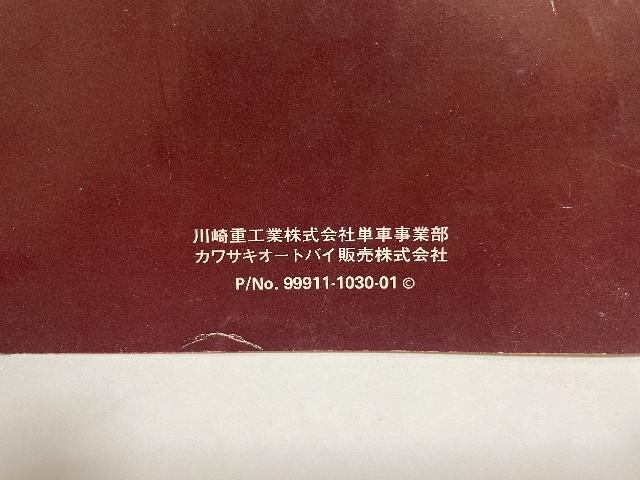 川崎重工業株式会社単車事業部
カワサキオートバイ販売株式会社
P/No. 99911-1030-01 ©